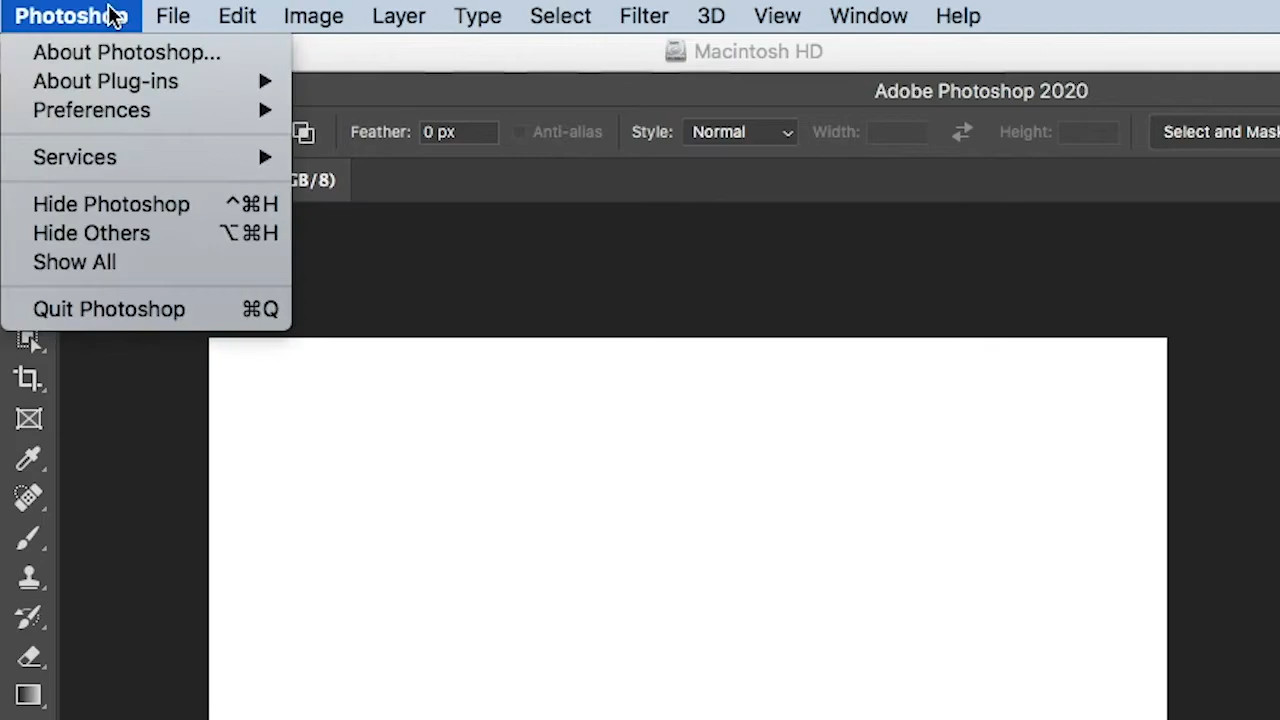 Photoshop File Edit Image Layer Type Select Filter 3D View Window Help
Macintosh HD
Adobe Photoshop 2020
About Photoshop...
About Plug-ins
Preferences
Services
Hide Photoshop ^⌘H
Hide Others ⌥⌘H
Show All
Quit Photoshop ⌘Q
Feather: 0 px Anti-alias Style: Normal Width: Height: Select and Mask
/8)